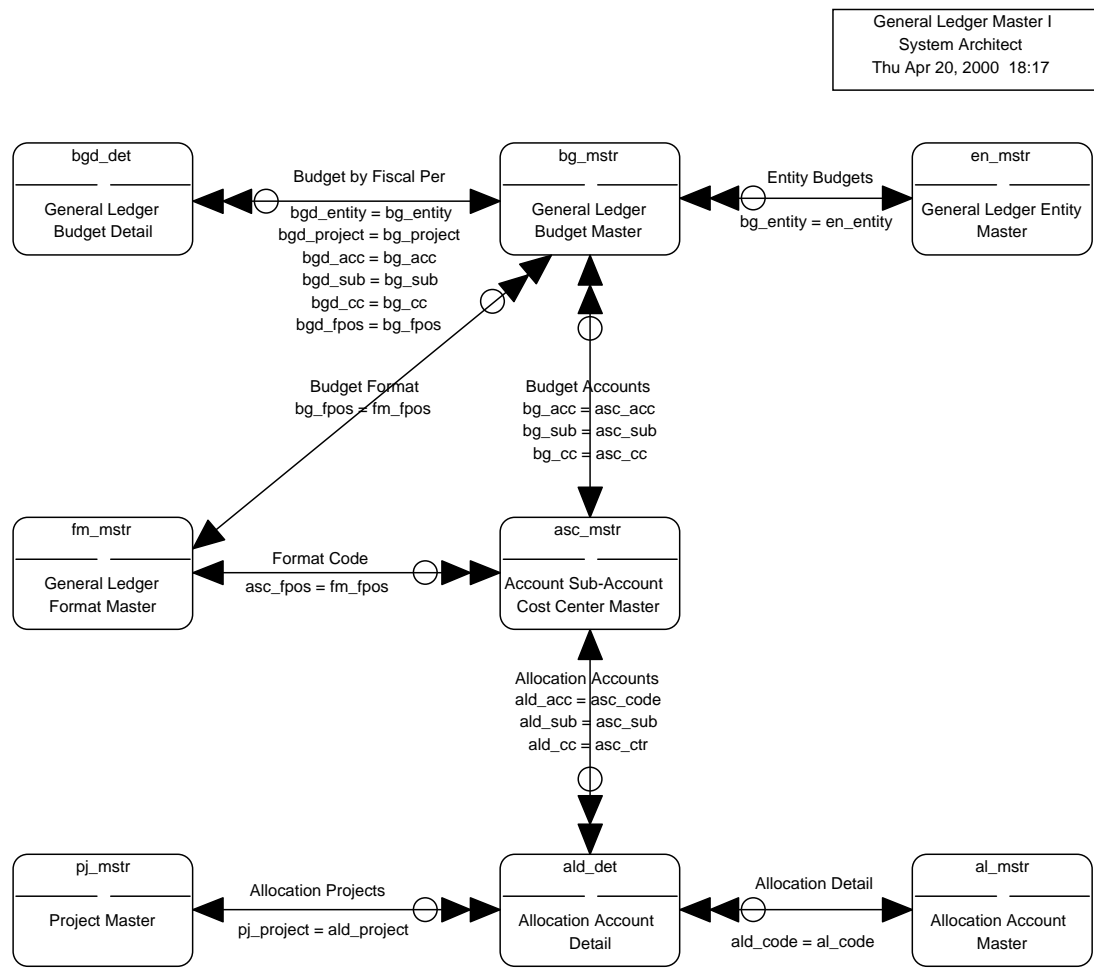 General Ledger Master I
System Architect
Thu Apr 20, 2000  18:17
bgd_det
General Ledger
Budget Detail
Budget by Fiscal Per
bgd_entity = bg_entity
bgd_project = bg_project
bgd_acc = bg_acc
bgd_sub = bg_sub
bgd_cc = bg_cc
bgd_fpos = bg_fpos
bg_mstr
General Ledger
Budget Master
Entity Budgets
bg_entity = en_entity
en_mstr
General Ledger Entity
Master
Budget Format
bg_fpos = fm_fpos
Budget Accounts
bg_acc = asc_acc
bg_sub = asc_sub
bg_cc = asc_cc
fm_mstr
General Ledger
Format Master
Format Code
asc_fpos = fm_fpos
asc_mstr
Account Sub-Account
Cost Center Master
Allocation Accounts
ald_acc = asc_code
ald_sub = asc_sub
ald_cc = asc_ctr
pj_mstr
Project Master
Allocation Projects
pj_project = ald_project
ald_det
Allocation Account
Detail
Allocation Detail
ald_code = al_code
al_mstr
Allocation Account
Master